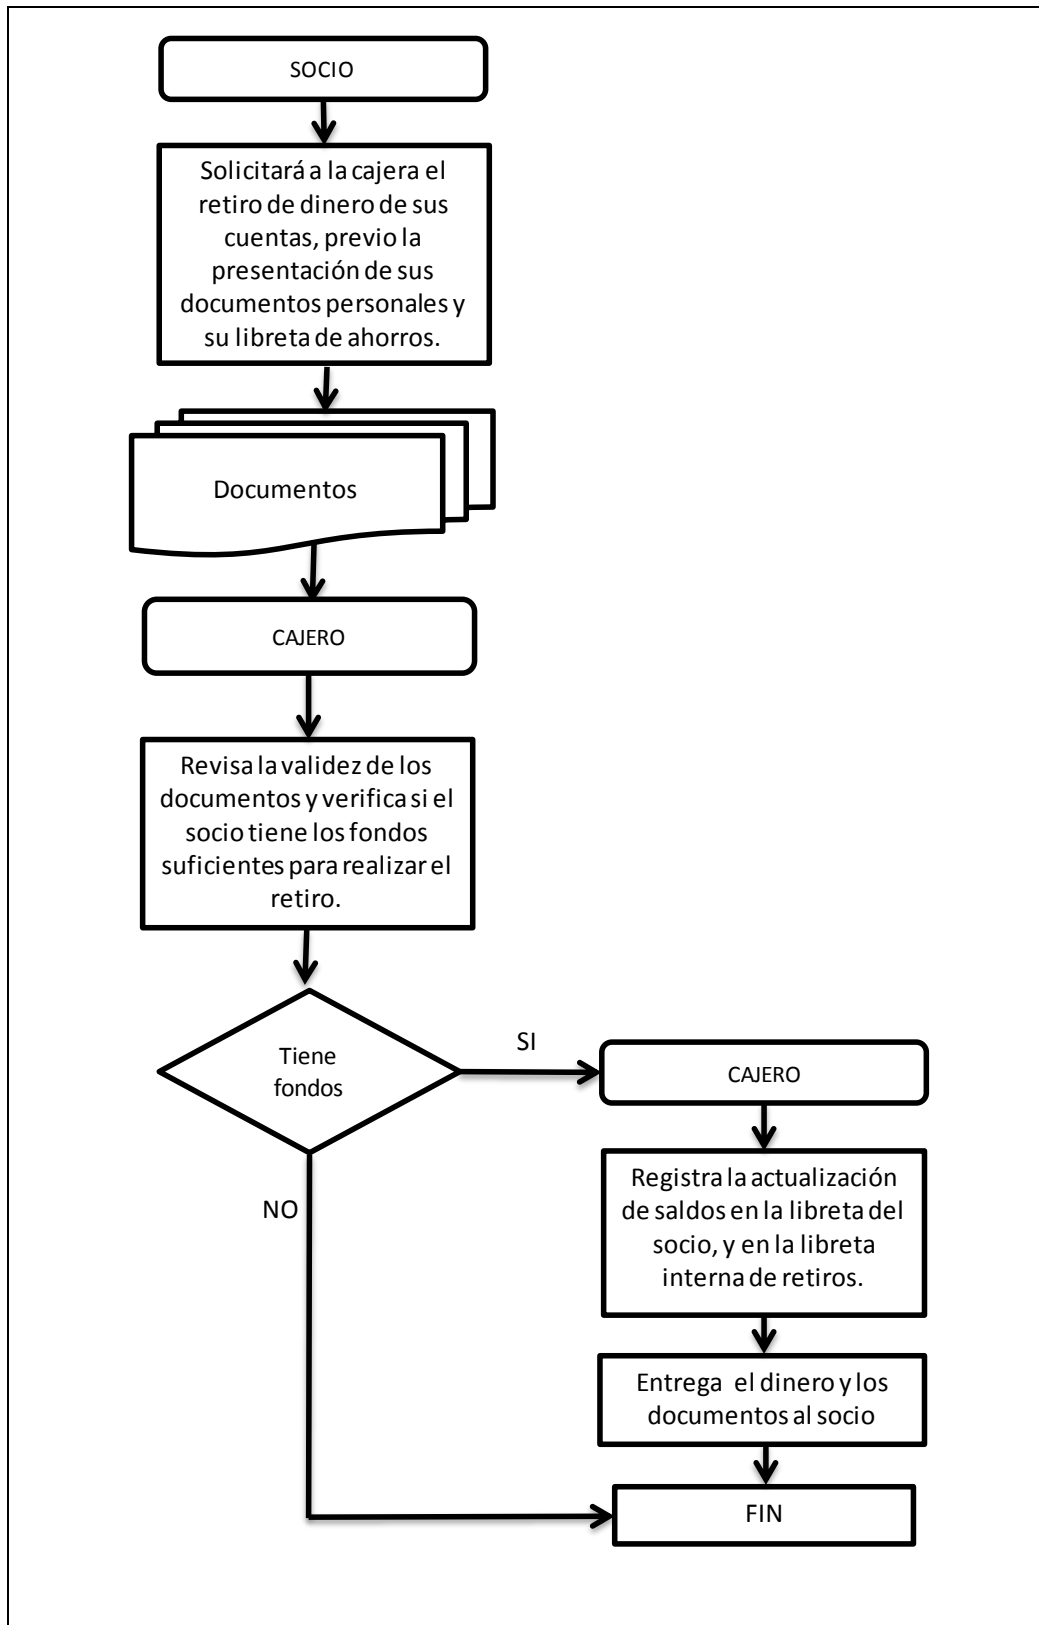 SOCIO
Solicitará a la cajera el
retiro de dinero de sus
cuentas, previo la
presentación de sus
documentos personales y
su libreta de ahorros.
Documentos
CAJERO
Revisa la validez de los
documentos y verifica si el
socio tiene los fondos
suficientes para realizar el
retiro.
Tiene
fondos
SI
CAJERO
Registra la actualización
de saldos en la libreta del
socio, y en la libreta
interna de retiros.
NO
Entrega el dinero y los
documentos al socio
FIN